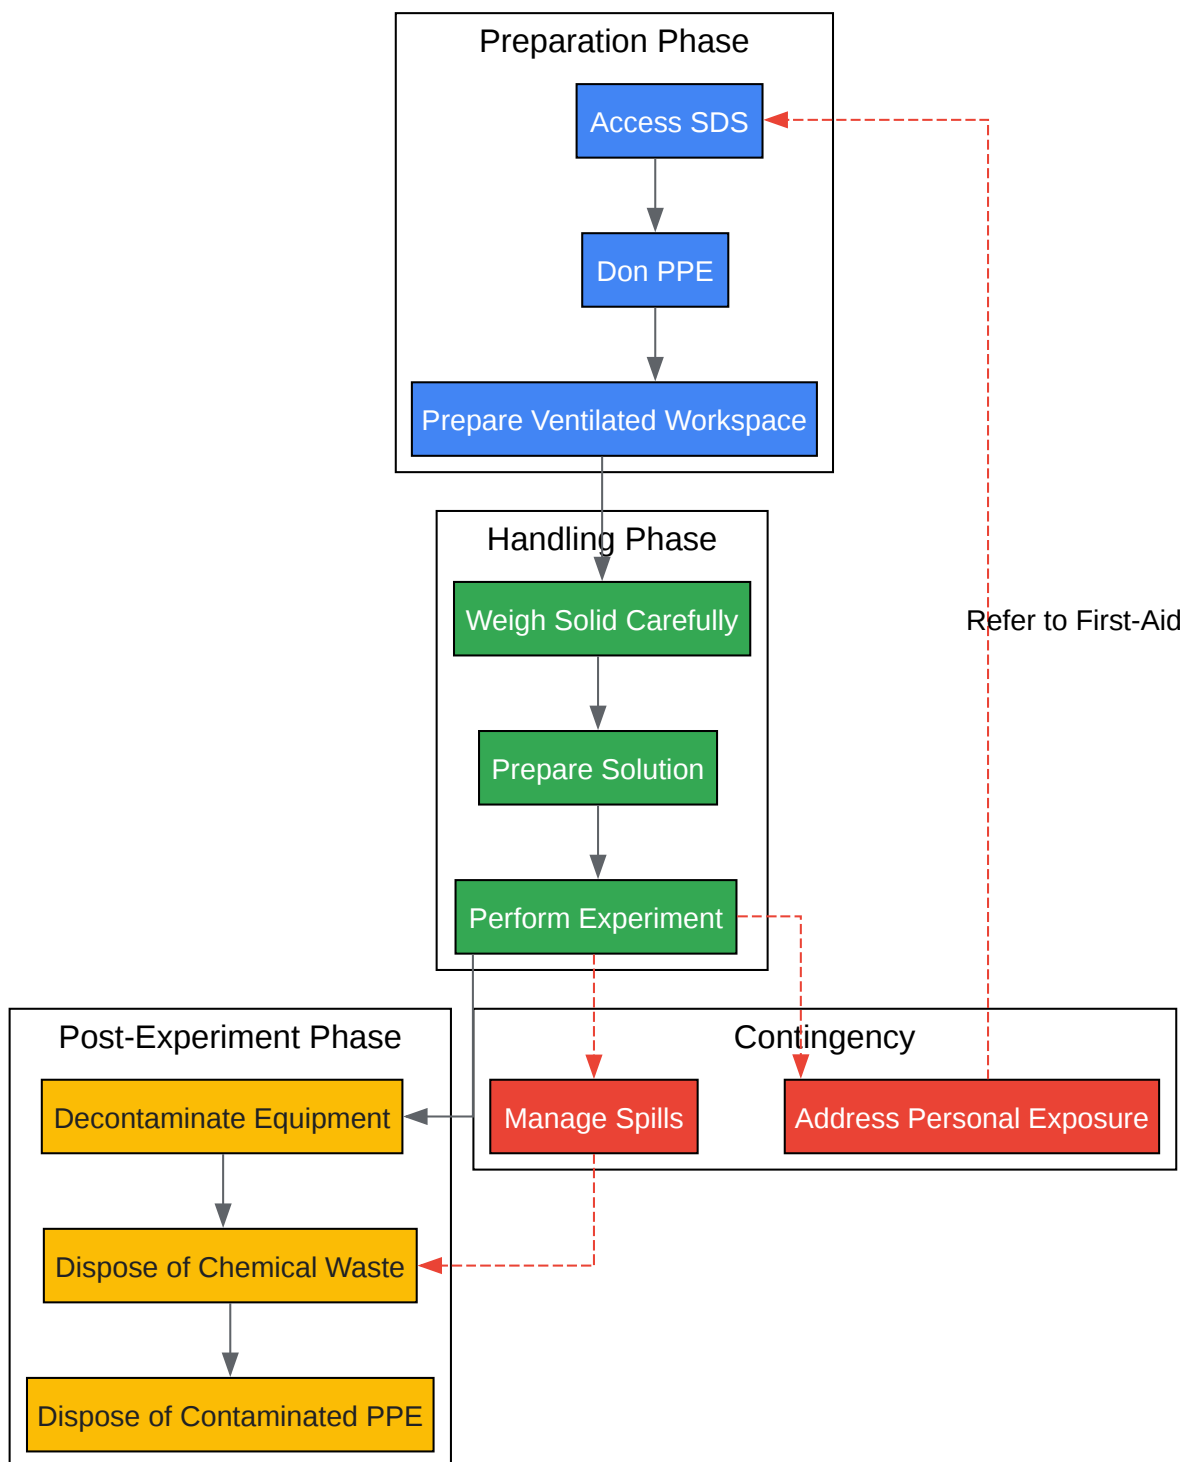 Preparation Phase
Access SDS
Don PPE
Prepare Ventilated Workspace
Handling Phase
Weigh Solid Carefully
Refer to First-Aid
Prepare Solution
Perform Experiment
Post-Experiment Phase
Contingency
Decontaminate Equipment
Manage Spills
Address Personal Exposure
Dispose of Chemical Waste
Dispose of Contaminated PPE